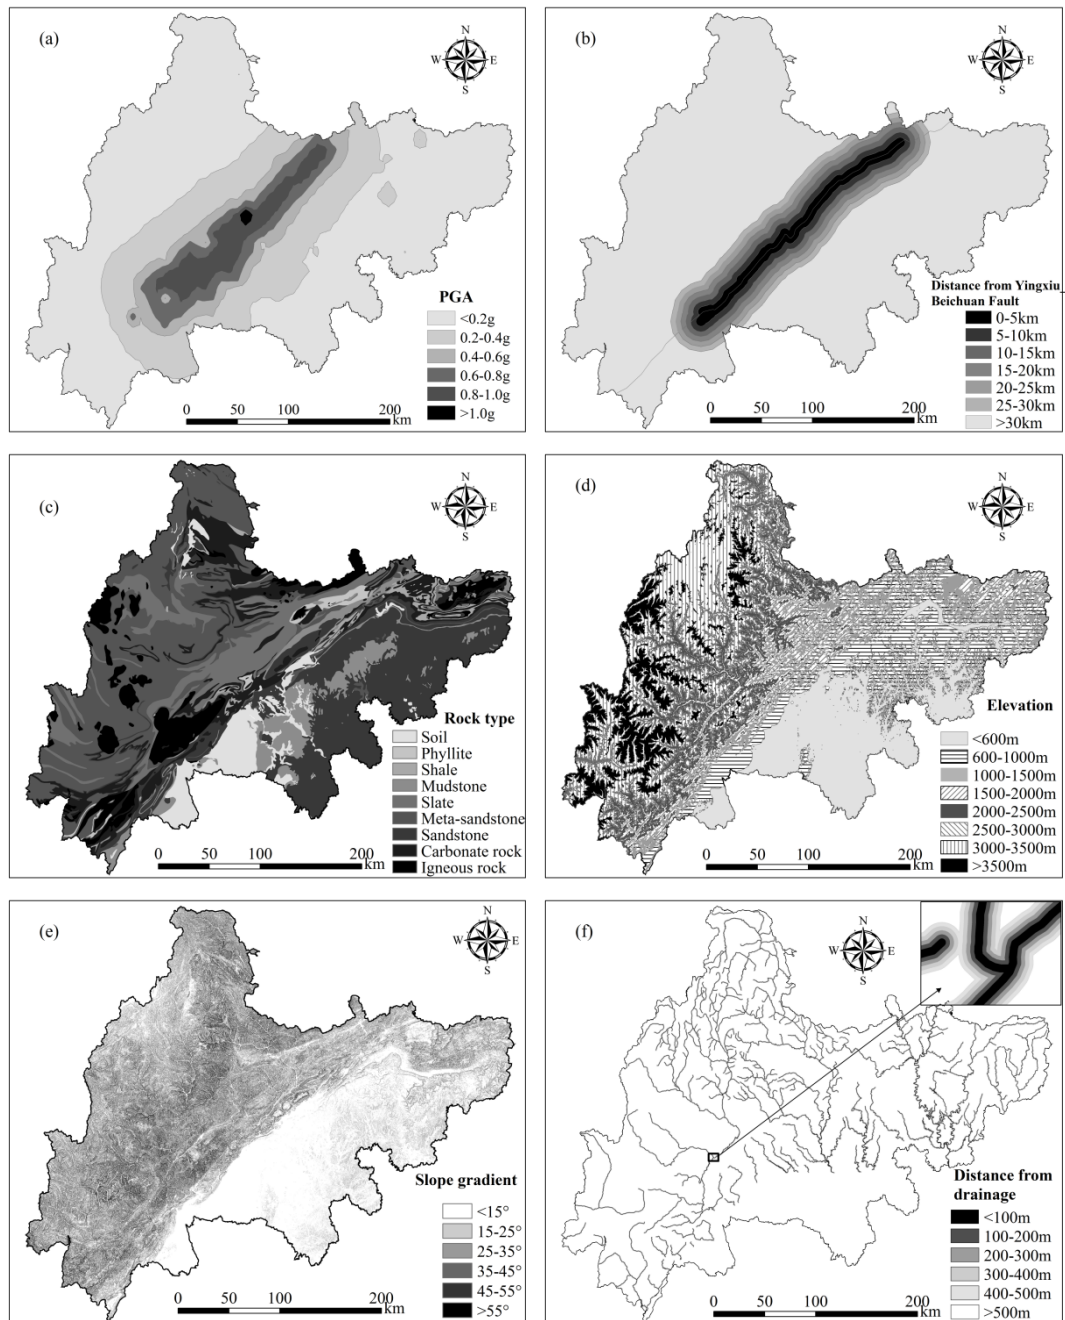 (a)
N
W
E
S
PGA
<0.2g
0.2-0.4g
0.4-0.6g
0.6-0.8g
0.8-1.0g
>1.0g
0 50 100 200
km
(b)
N
W
E
S
Distance from Yingxiu_
Beichuan Fault
0-5km
5-10km
10-15km
15-20km
20-25km
25-30km
>30km
0 50 100 200
km
(c)
N
W
E
S
Rock type
Soil
Phyllite
Shale
Mudstone
Slate
Meta-sandstone
Sandstone
Carbonate rock
Igneous rock
0 50 100 200
km
(d)
N
W
E
S
Elevation
<600m
600-1000m
1000-1500m
1500-2000m
2000-2500m
2500-3000m
3000-3500m
>3500m
0 50 100 200
km
(e)
N
W
E
S
Slope gradient
<15°
15-25°
25-35°
35-45°
45-55°
>55°
0 50 100 200
km
(f)
N
W
E
S
Distance from
drainage
<100m
100-200m
200-300m
300-400m
400-500m
>500m
0 50 100 200
km